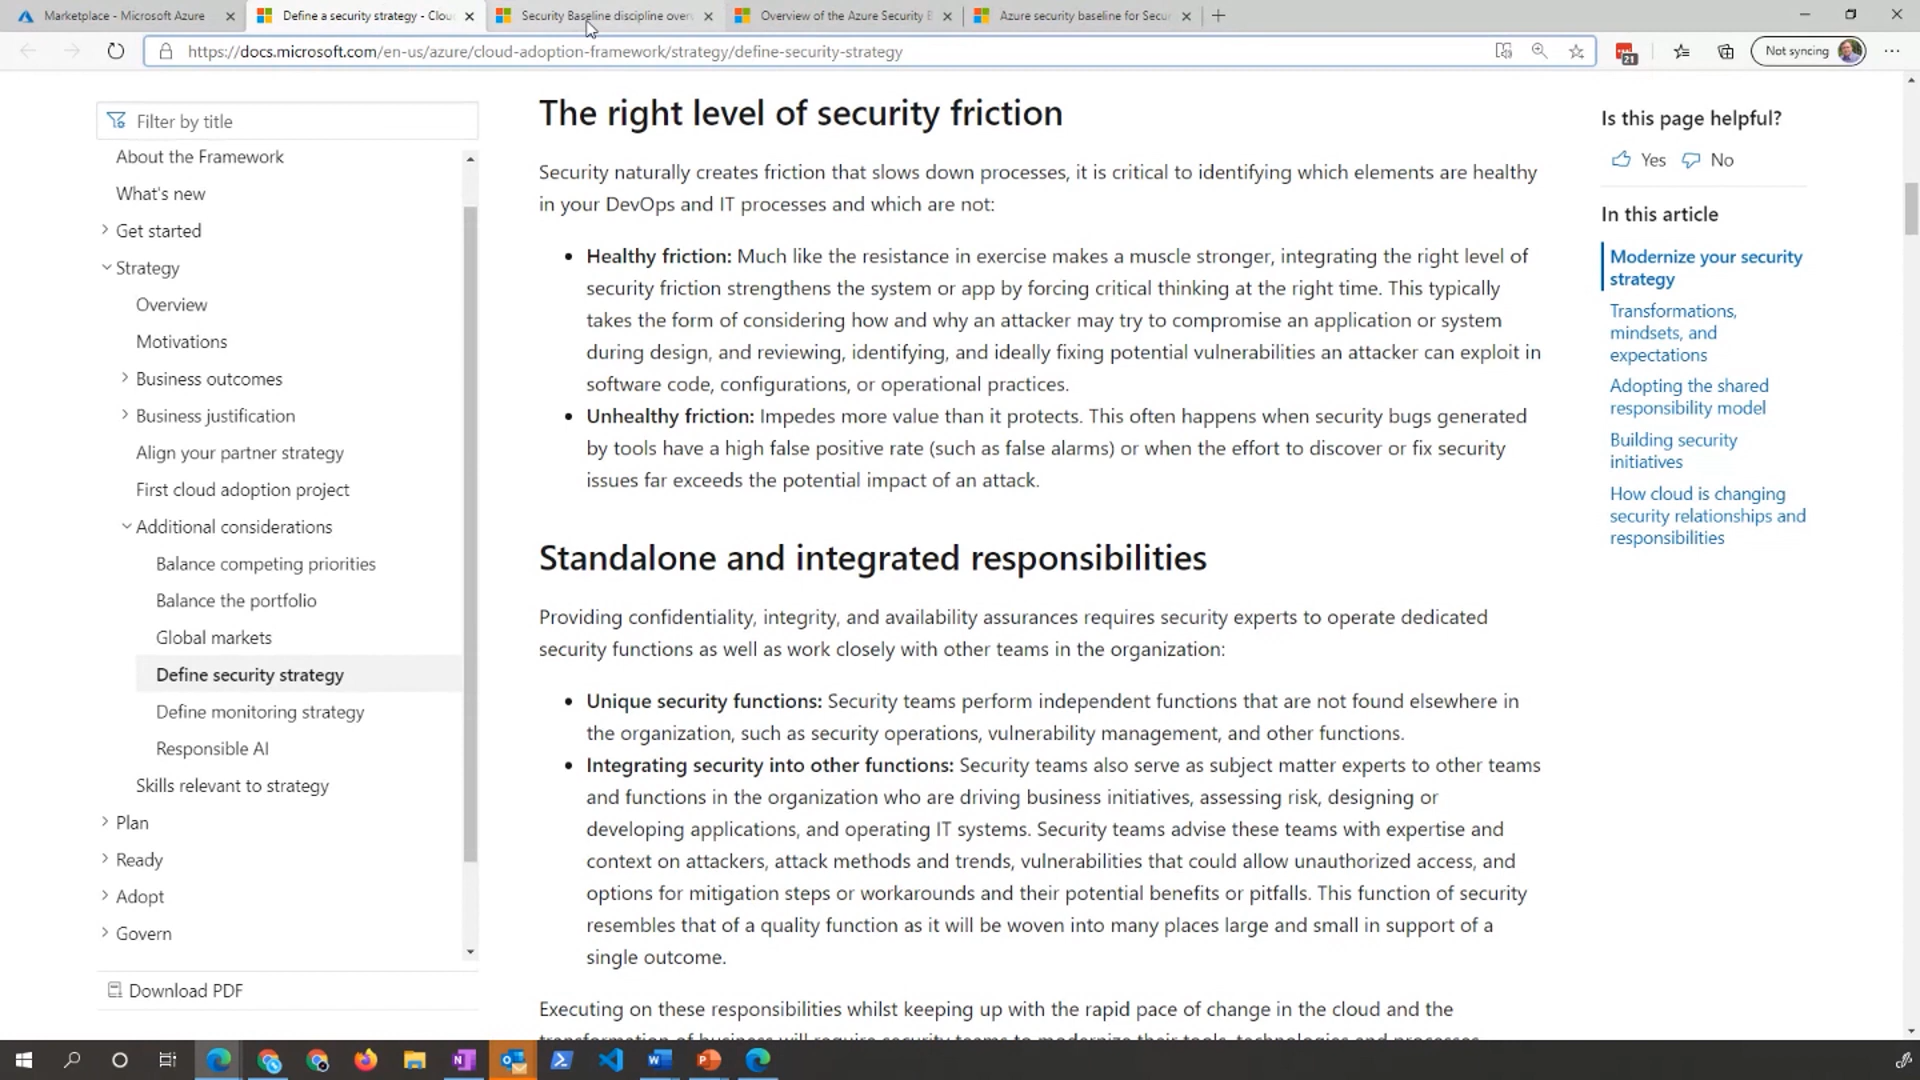 Marketplace - Microsoft Azure
Define a security strategy - Clou
Security Baseline discipline over
Overview of the Azure Security B
Azure security baseline for Secur
https://docs.microsoft.com/en-us/azure/cloud-adoption-framework/strategy/define-security-strategy
21
Not syncing
Filter by title
About the Framework
What's new
Get started
Strategy
Overview
Motivations
Business outcomes
Business justification
Align your partner strategy
First cloud adoption project
Additional considerations
Balance competing priorities
Balance the portfolio
Global markets
Define security strategy
Define monitoring strategy
Responsible AI
Skills relevant to strategy
Plan
Ready
Adopt
Govern
Download PDF
The right level of security friction
Security naturally creates friction that slows down processes, it is critical to identifying which elements are healthy
in your DevOps and IT processes and which are not:
• Healthy friction: Much like the resistance in exercise makes a muscle stronger, integrating the right level of
security friction strengthens the system or app by forcing critical thinking at the right time. This typically
takes the form of considering how and why an attacker may try to compromise an application or system
during design, and reviewing, identifying, and ideally fixing potential vulnerabilities an attacker can exploit in
software code, configurations, or operational practices.
• Unhealthy friction: Impedes more value than it protects. This often happens when security bugs generated
by tools have a high false positive rate (such as false alarms) or when the effort to discover or fix security
issues far exceeds the potential impact of an attack.
Standalone and integrated responsibilities
Providing confidentiality, integrity, and availability assurances requires security experts to operate dedicated
security functions as well as work closely with other teams in the organization:
• Unique security functions: Security teams perform independent functions that are not found elsewhere in
the organization, such as security operations, vulnerability management, and other functions.
• Integrating security into other functions: Security teams also serve as subject matter experts to other teams
and functions in the organization who are driving business initiatives, assessing risk, designing or
developing applications, and operating IT systems. Security teams advise these teams with expertise and
context on attackers, attack methods and trends, vulnerabilities that could allow unauthorized access, and
options for mitigation steps or workarounds and their potential benefits or pitfalls. This function of security
resembles that of a quality function as it will be woven into many places large and small in support of a
single outcome.
Executing on these responsibilities whilst keeping up with the rapid pace of change in the cloud and the
transformation of business will require security teams to modernize their tools, technologies and processes
Is this page helpful?
Yes No
In this article
Modernize your security
strategy
Transformations,
mindsets, and
expectations
Adopting the shared
responsibility model
Building security
initiatives
How cloud is changing
security relationships and
responsibilities